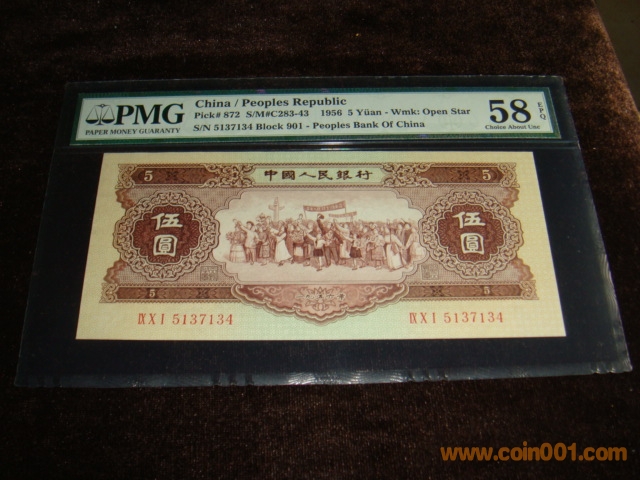 PMG
PAPER MONEY GUARANTY
China / Peoples Republic
Pick# 872 S/M#C283-43 1956 5 Yüan - Wmk: Open Star
S/N 5137134 Block 901 - Peoples Bank Of China
58 EPQ
Choice About Unc
5 中國人民銀行 5
伍圓 伍圓
5 5
IX X I 5137134 IX X I 5137134
www.coin001.com